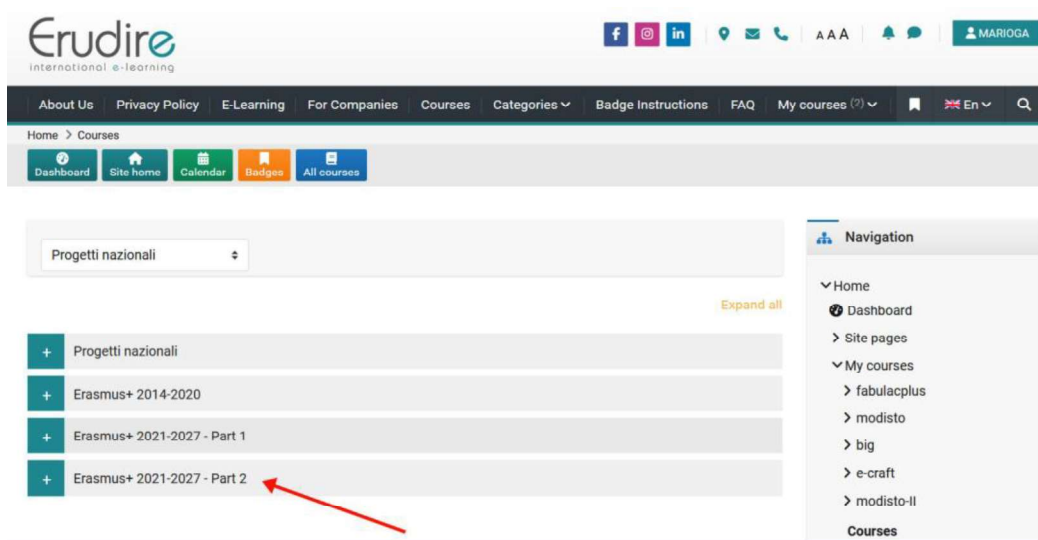 Erudire
international e-learning
A A A
MARIOGA
About Us Privacy Policy E-Learning For Companies Courses Categories Badge Instructions FAQ My courses (?) En
Home > Courses
Dashboard Site home Calendar Badges All courses
Progetti nazionali
Expand all
+ Progetti nazionali
+ Erasmus+ 2014-2020
+ Erasmus+ 2021-2027 - Part 1
+ Erasmus+ 2021-2027 - Part 2
Navigation
Home
Dashboard
Site pages
My courses
fabulacplus
modisto
big
e-craft
modisto-II
Courses